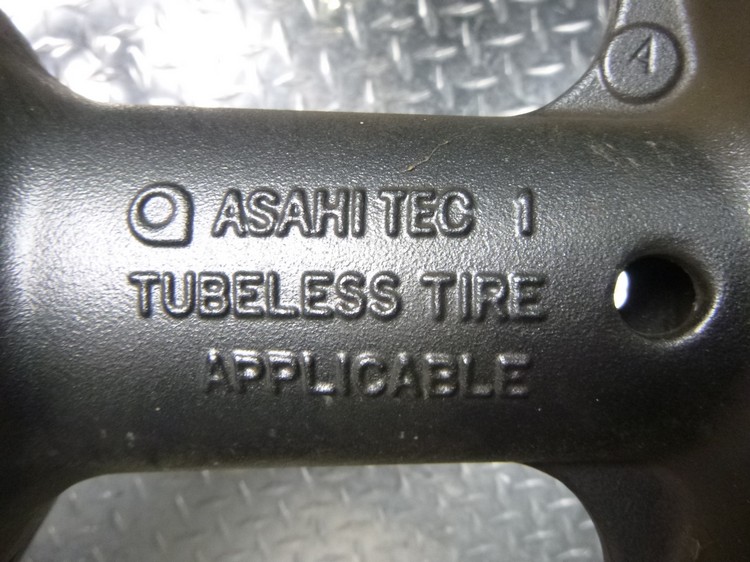 A
ASAHI TEC 1
TUBELESS TIRE
APPLICABLE